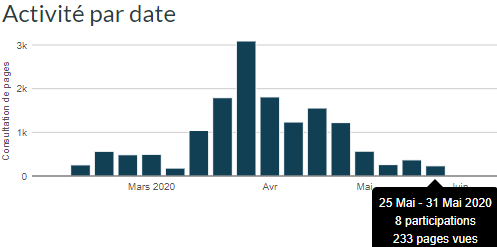 Activité par date
Consultation de pages
3k
2k
1k
0
Mars 2020
Avr
Mai
Juin
25 Mai - 31 Mai 2020
8 participations
233 pages vues